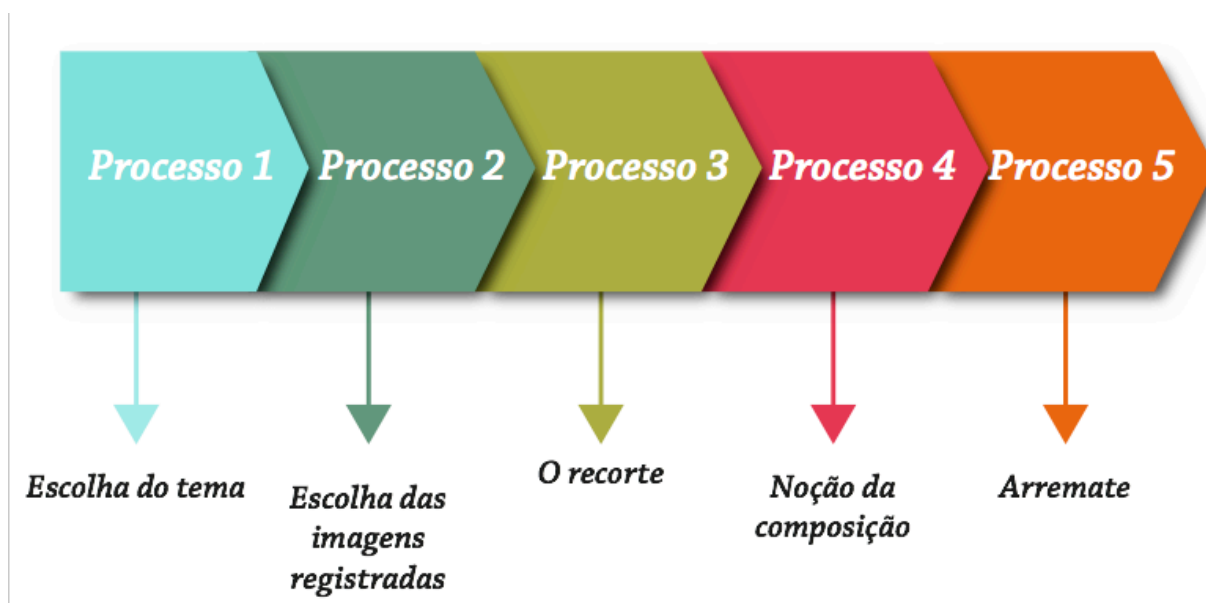 Processo 1
Processo 2
Processo 3
Processo 4
Processo 5
Escolha do tema
Escolha das
imagens
registradas
O recorte
Noção da
composição
Arremate